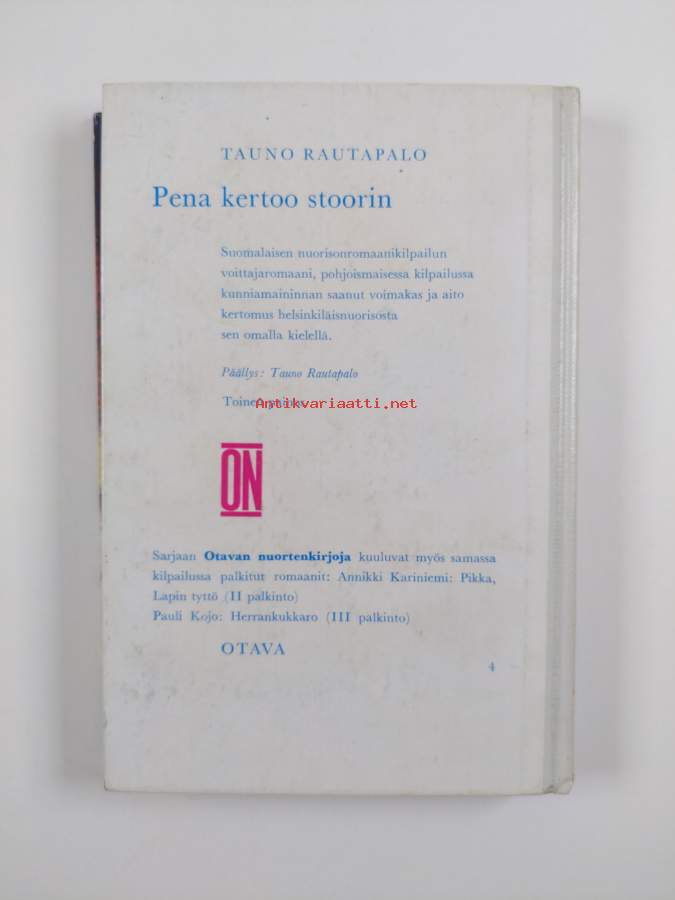 TAUNO RAUTAPALO
Pena kertoo stoorin
Suomalaisen nuorisonromaanikilpailun
voittajaromaani, pohjoismaisessa kilpailussa
kunniamaininnan saanut voimakas ja aito
kertomus helsinkiläisnuorisosta
sen omalla kielellä.
Päällys: Tauno Rautapalo
Toinen painos
Antikvariaatti.net
ON
Sarjaan Otavan nuortenkirjoja kuuluvat myös samassa
kilpailussa palkitut romaanit: Annikki Kariniemi: Pikka,
Lapin tyttö (II palkinto)
Pauli Kojo: Herrankukkaro (III palkinto)
OTAVA
4